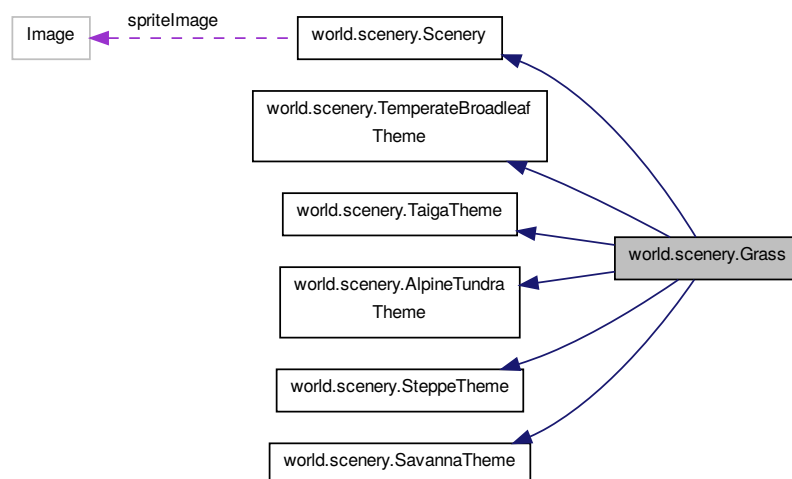 spriteImage
Image
world.scenery.Scenery
world.scenery.TemperateBroadleaf
Theme
world.scenery.TaigaTheme
world.scenery.Grass
world.scenery.AlpineTundra
Theme
world.scenery.SteppeTheme
world.scenery.SavannaTheme